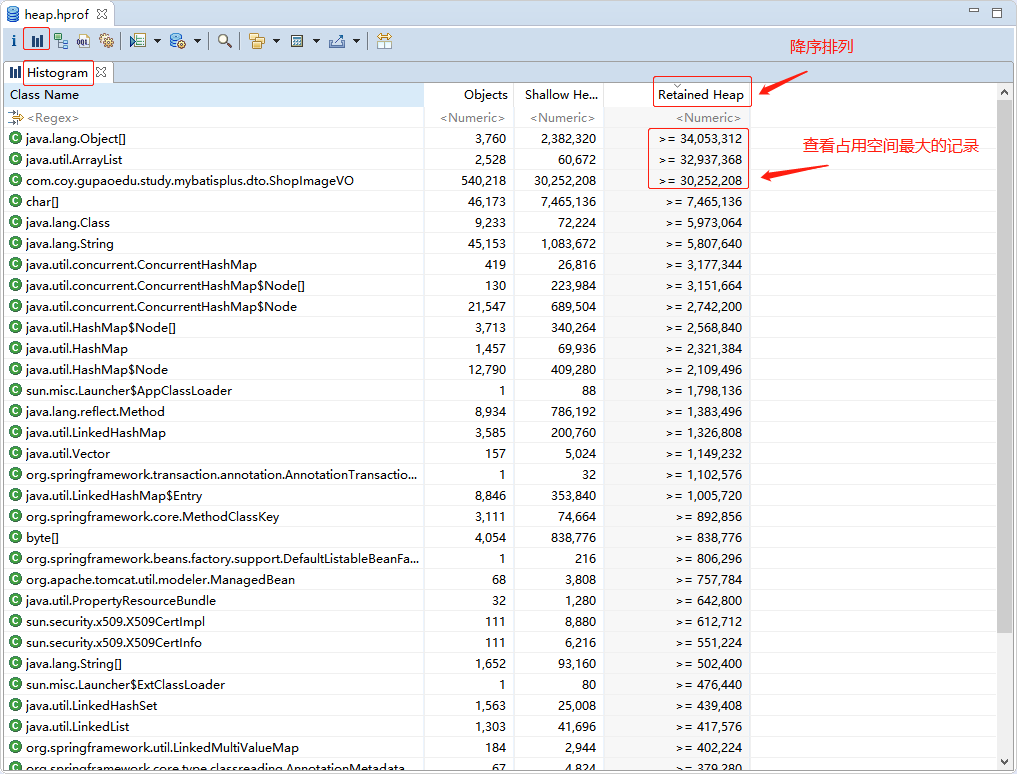 heap.hprof
i OQL
降序排列
Histogram
Class Name Objects Shallow He... Retained Heap
<Regex> <Numeric> <Numeric> <Numeric>
java.lang.Object[] 3,760 2,382,320 >= 34,053,312
查看占用空间最大的记录
java.util.ArrayList 2,528 60,672 >= 32,937,368
com.coy.gupaoedu.study.mybatisplus.dto.ShopImageVO 540,218 30,252,208 >= 30,252,208
char[] 46,173 7,465,136 >= 7,465,136
java.lang.Class 9,233 72,224 >= 5,973,064
java.lang.String 45,153 1,083,672 >= 5,807,640
java.util.concurrent.ConcurrentHashMap 419 26,816 >= 3,177,344
java.util.concurrent.ConcurrentHashMap$Node[] 130 223,984 >= 3,151,664
java.util.concurrent.ConcurrentHashMap$Node 21,547 689,504 >= 2,742,200
java.util.HashMap$Node[] 3,713 340,264 >= 2,568,840
java.util.HashMap 1,457 69,936 >= 2,321,384
java.util.HashMap$Node 12,790 409,280 >= 2,109,496
sun.misc.Launcher$AppClassLoader 1 88 >= 1,798,136
java.lang.reflect.Method 8,934 786,192 >= 1,383,496
java.util.LinkedHashMap 3,585 200,760 >= 1,326,808
java.util.Vector 157 5,024 >= 1,149,232
org.springframework.transaction.annotation.AnnotationTransactio... 1 32 >= 1,102,576
java.util.LinkedHashMap$Entry 8,846 353,840 >= 1,005,720
org.springframework.core.MethodClassKey 3,111 74,664 >= 892,856
byte[] 4,054 838,776 >= 838,776
org.springframework.beans.factory.support.DefaultListableBeanFa... 1 216 >= 806,296
org.apache.tomcat.util.modeler.ManagedBean 68 3,808 >= 757,784
java.util.PropertyResourceBundle 32 1,280 >= 642,800
sun.security.x509.X509CertImpl 111 8,880 >= 612,712
sun.security.x509.X509CertInfo 111 6,216 >= 551,224
java.lang.String[] 1,652 93,160 >= 502,400
sun.misc.Launcher$ExtClassLoader 1 80 >= 476,440
java.util.LinkedHashSet 1,563 25,008 >= 439,408
java.util.LinkedList 1,303 41,696 >= 417,576
org.springframework.util.LinkedMultiValueMap 184 2,944 >= 402,224
org.springframework.core.type.classreading.AnnotationMetadata 67 4,824 >= 379,280